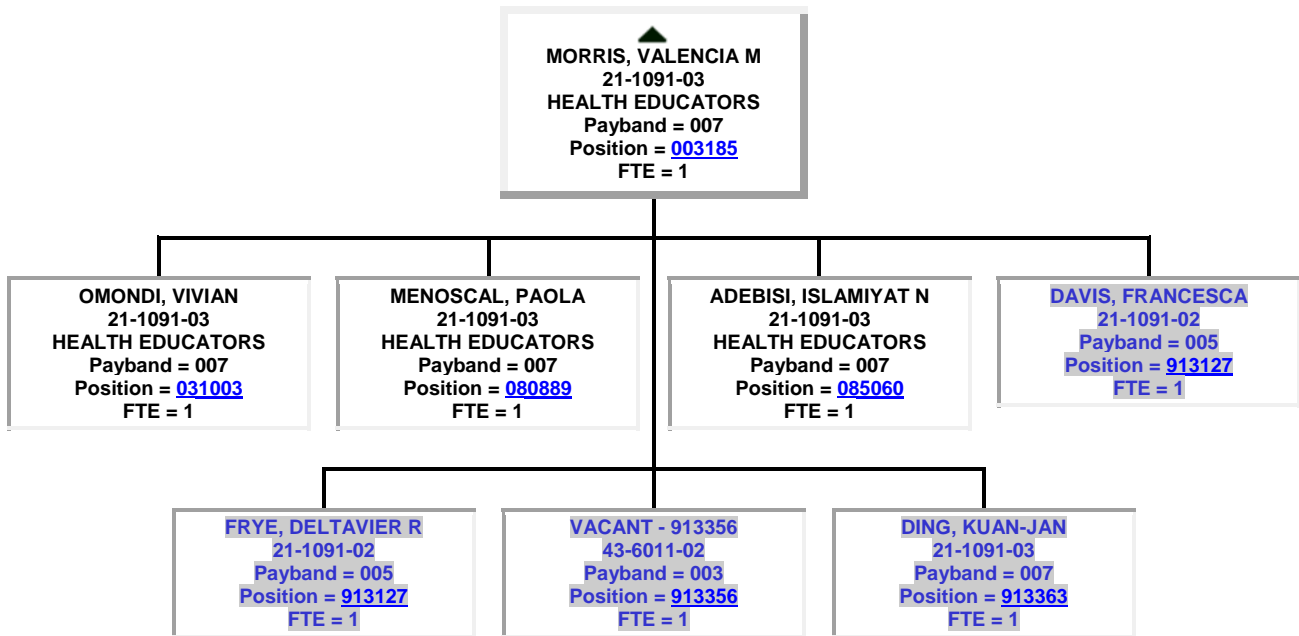 MORRIS, VALENCIA M
21-1091-03
HEALTH EDUCATORS
Payband = 007
Position = 003185
FTE = 1
OMONDI, VIVIAN
21-1091-03
HEALTH EDUCATORS
Payband = 007
Position = 031003
FTE = 1
MENOSCAL, PAOLA
21-1091-03
HEALTH EDUCATORS
Payband = 007
Position = 080889
FTE = 1
ADEBISI, ISLAMIYAT N
21-1091-03
HEALTH EDUCATORS
Payband = 007
Position = 085060
FTE = 1
DAVIS, FRANCESCA
21-1091-02
Payband = 005
Position = 913127
FTE = 1
FRYE, DELTAVIER R
21-1091-02
Payband = 005
Position = 913127
FTE = 1
VACANT - 913356
43-6011-02
Payband = 003
Position = 913356
FTE = 1
DING, KUAN-JAN
21-1091-03
Payband = 007
Position = 913363
FTE = 1